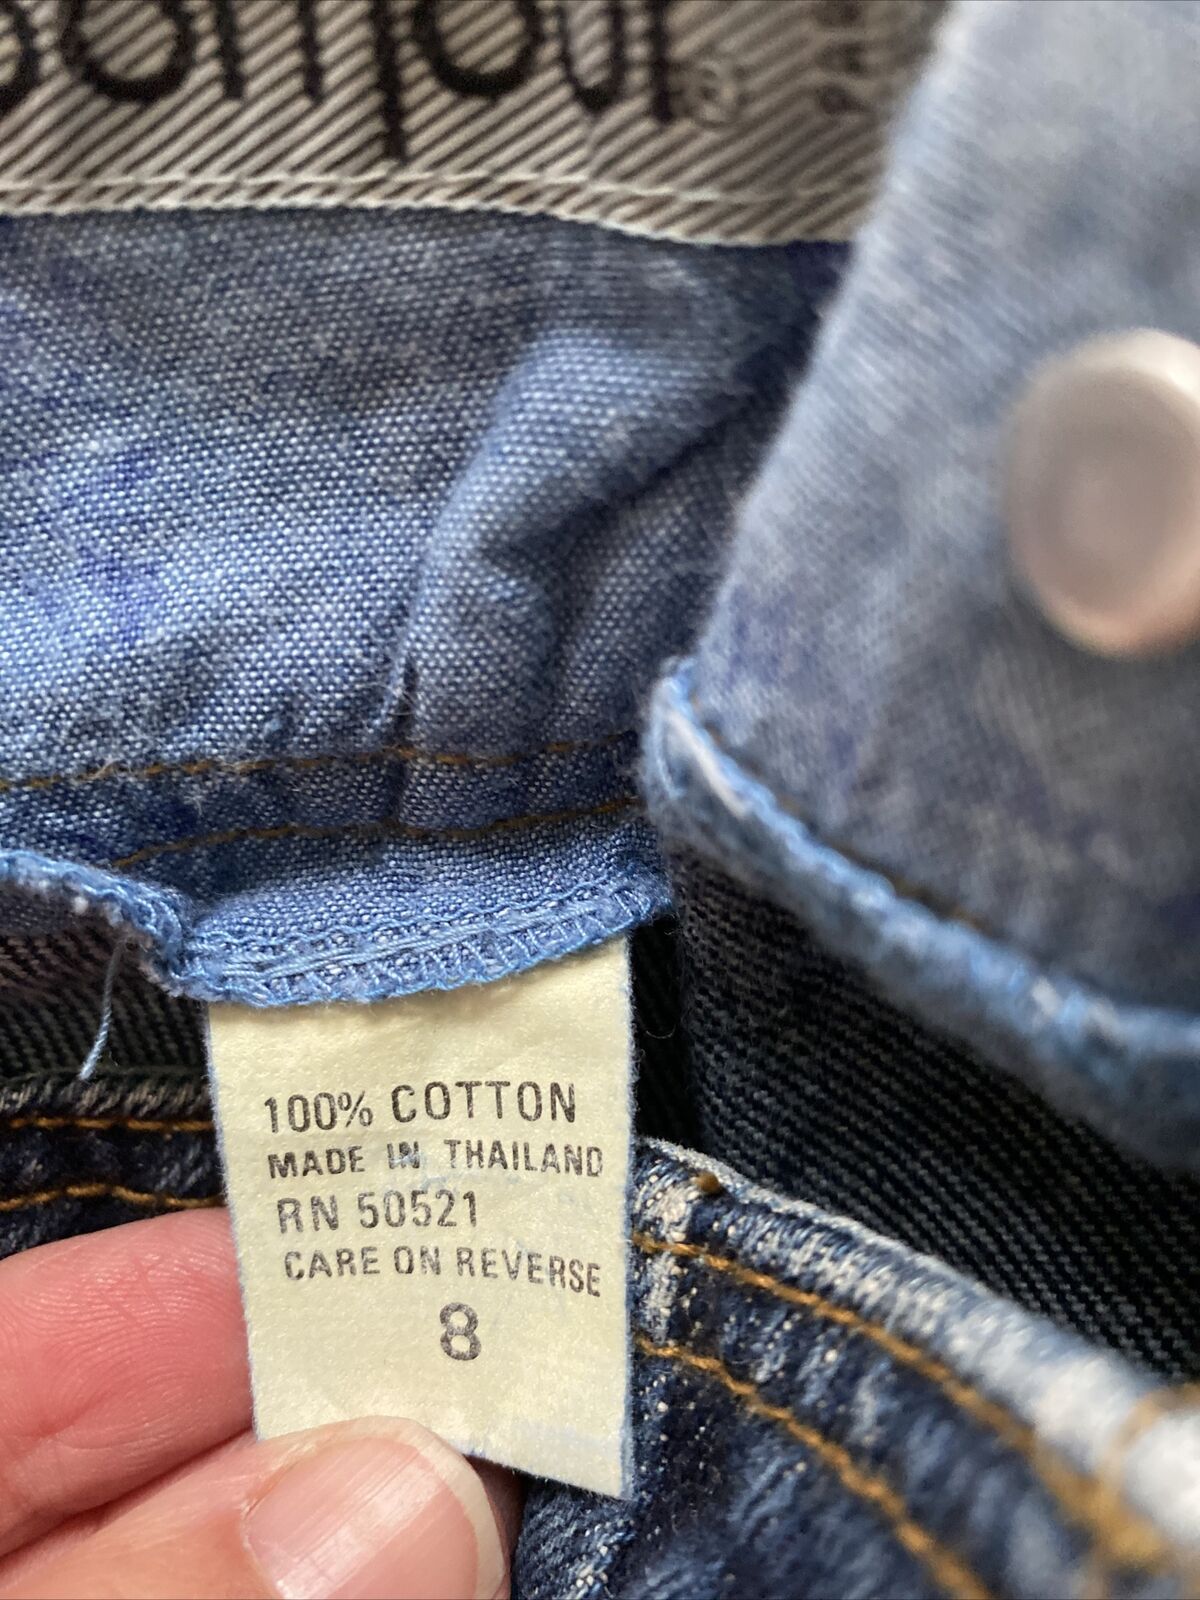 ®
100% COTTON
MADE IN THAILAND
RN 50521
CARE ON REVERSE
8